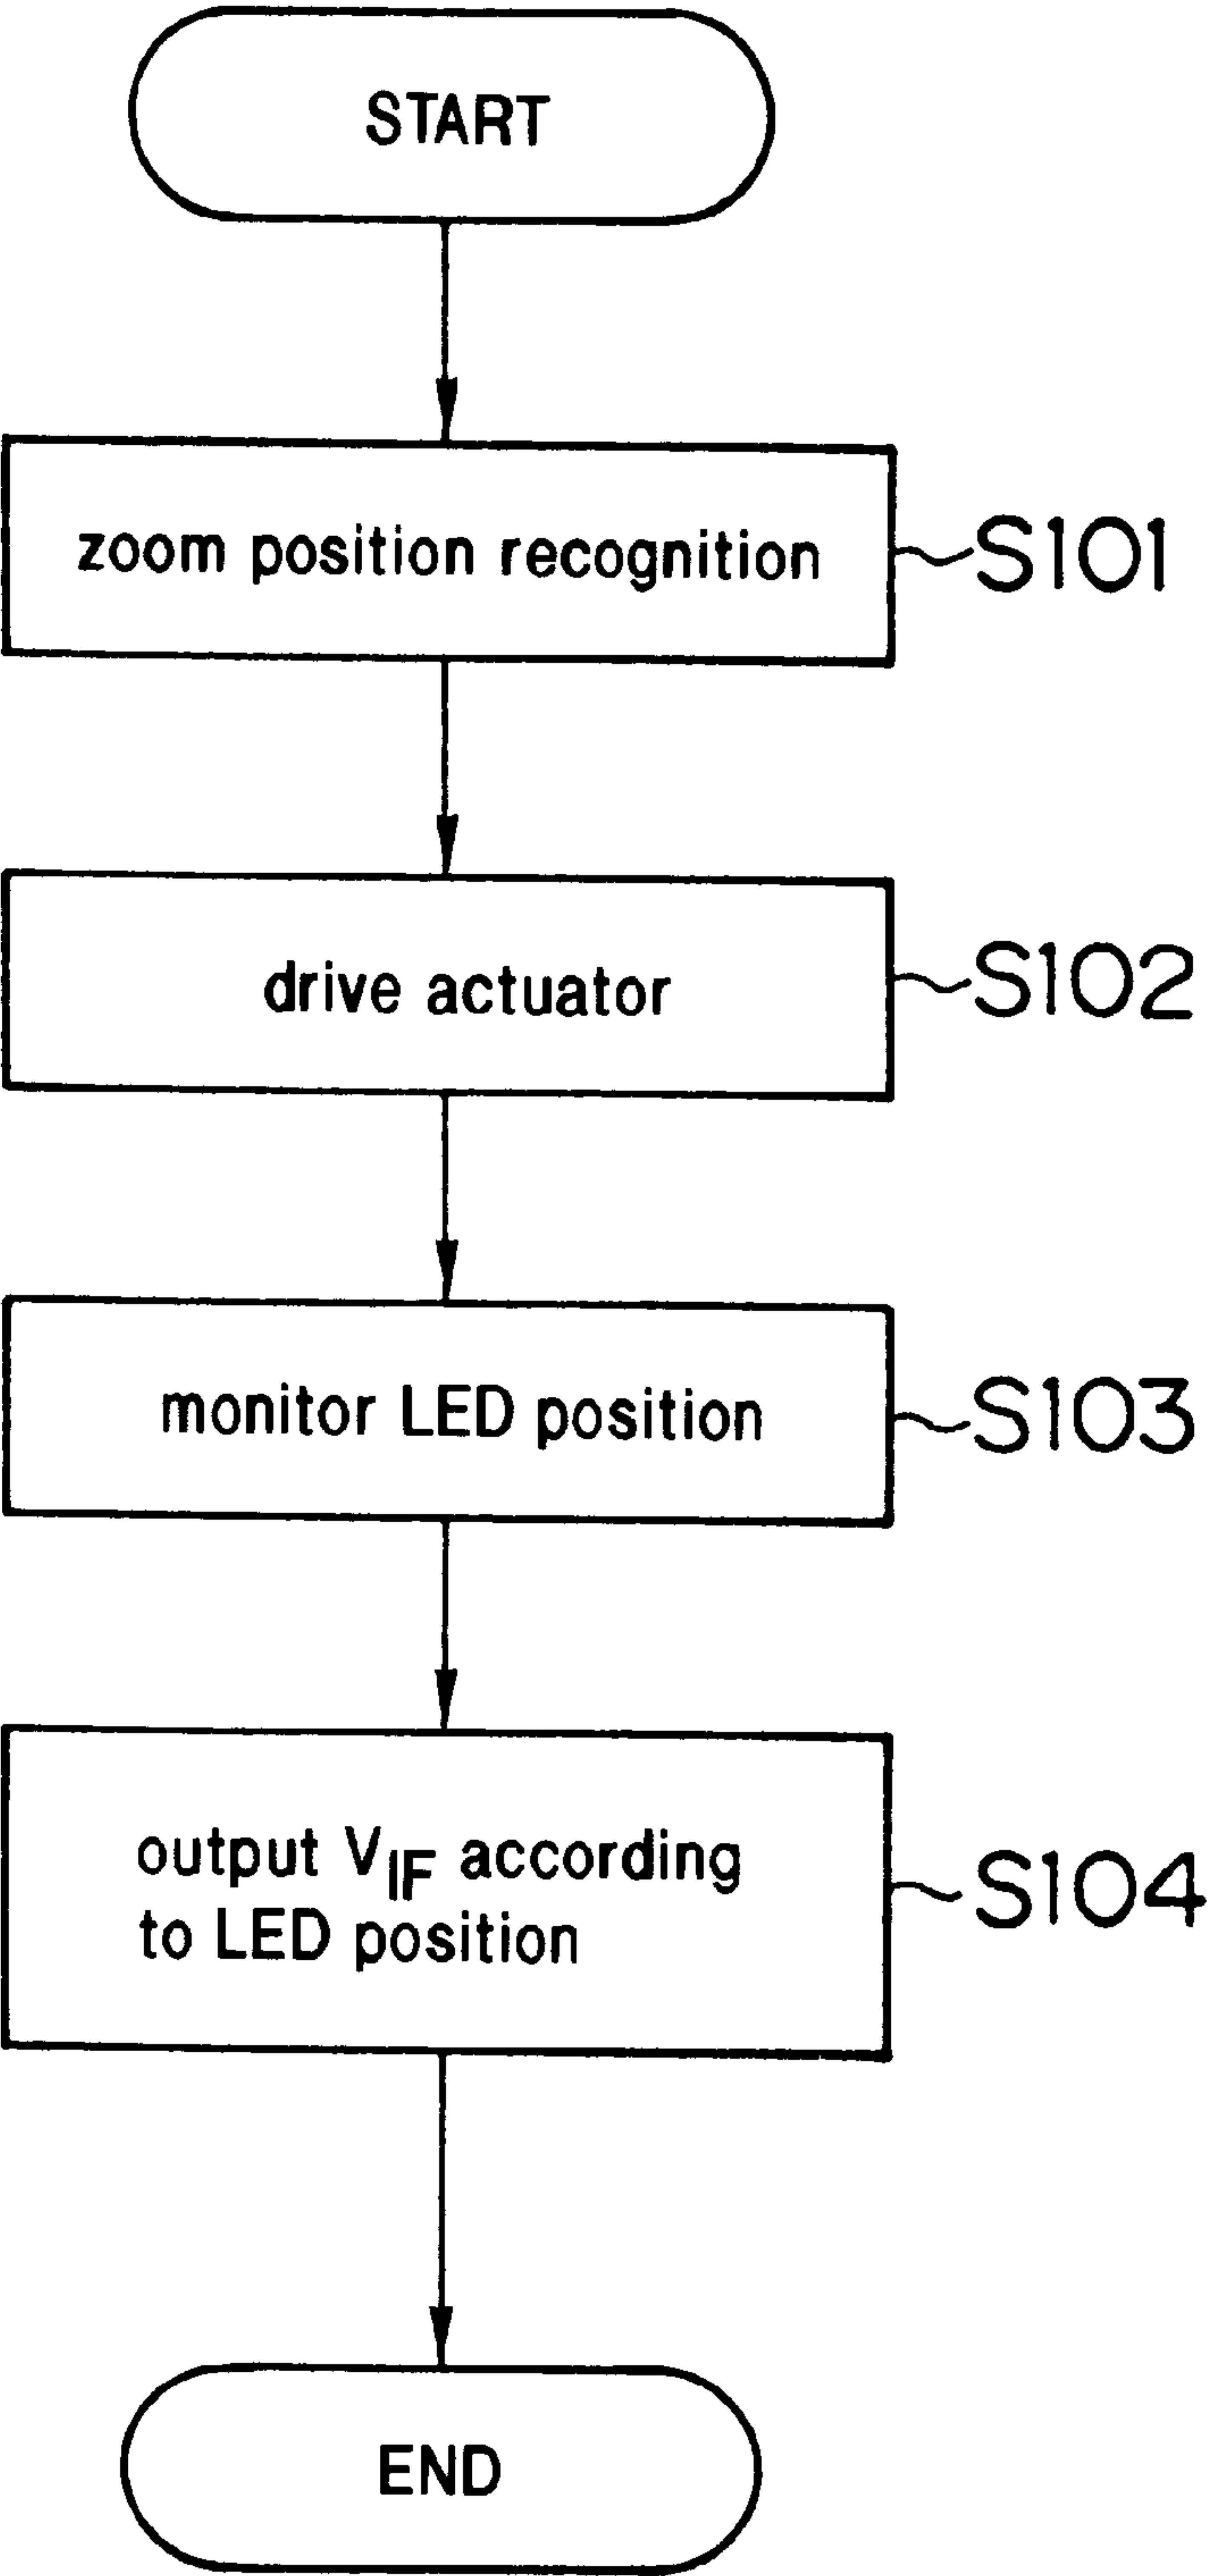 START
zoom position recognition
S101
drive actuator
S102
monitor LED position
S103
output V_IF according
to LED position
S104
END